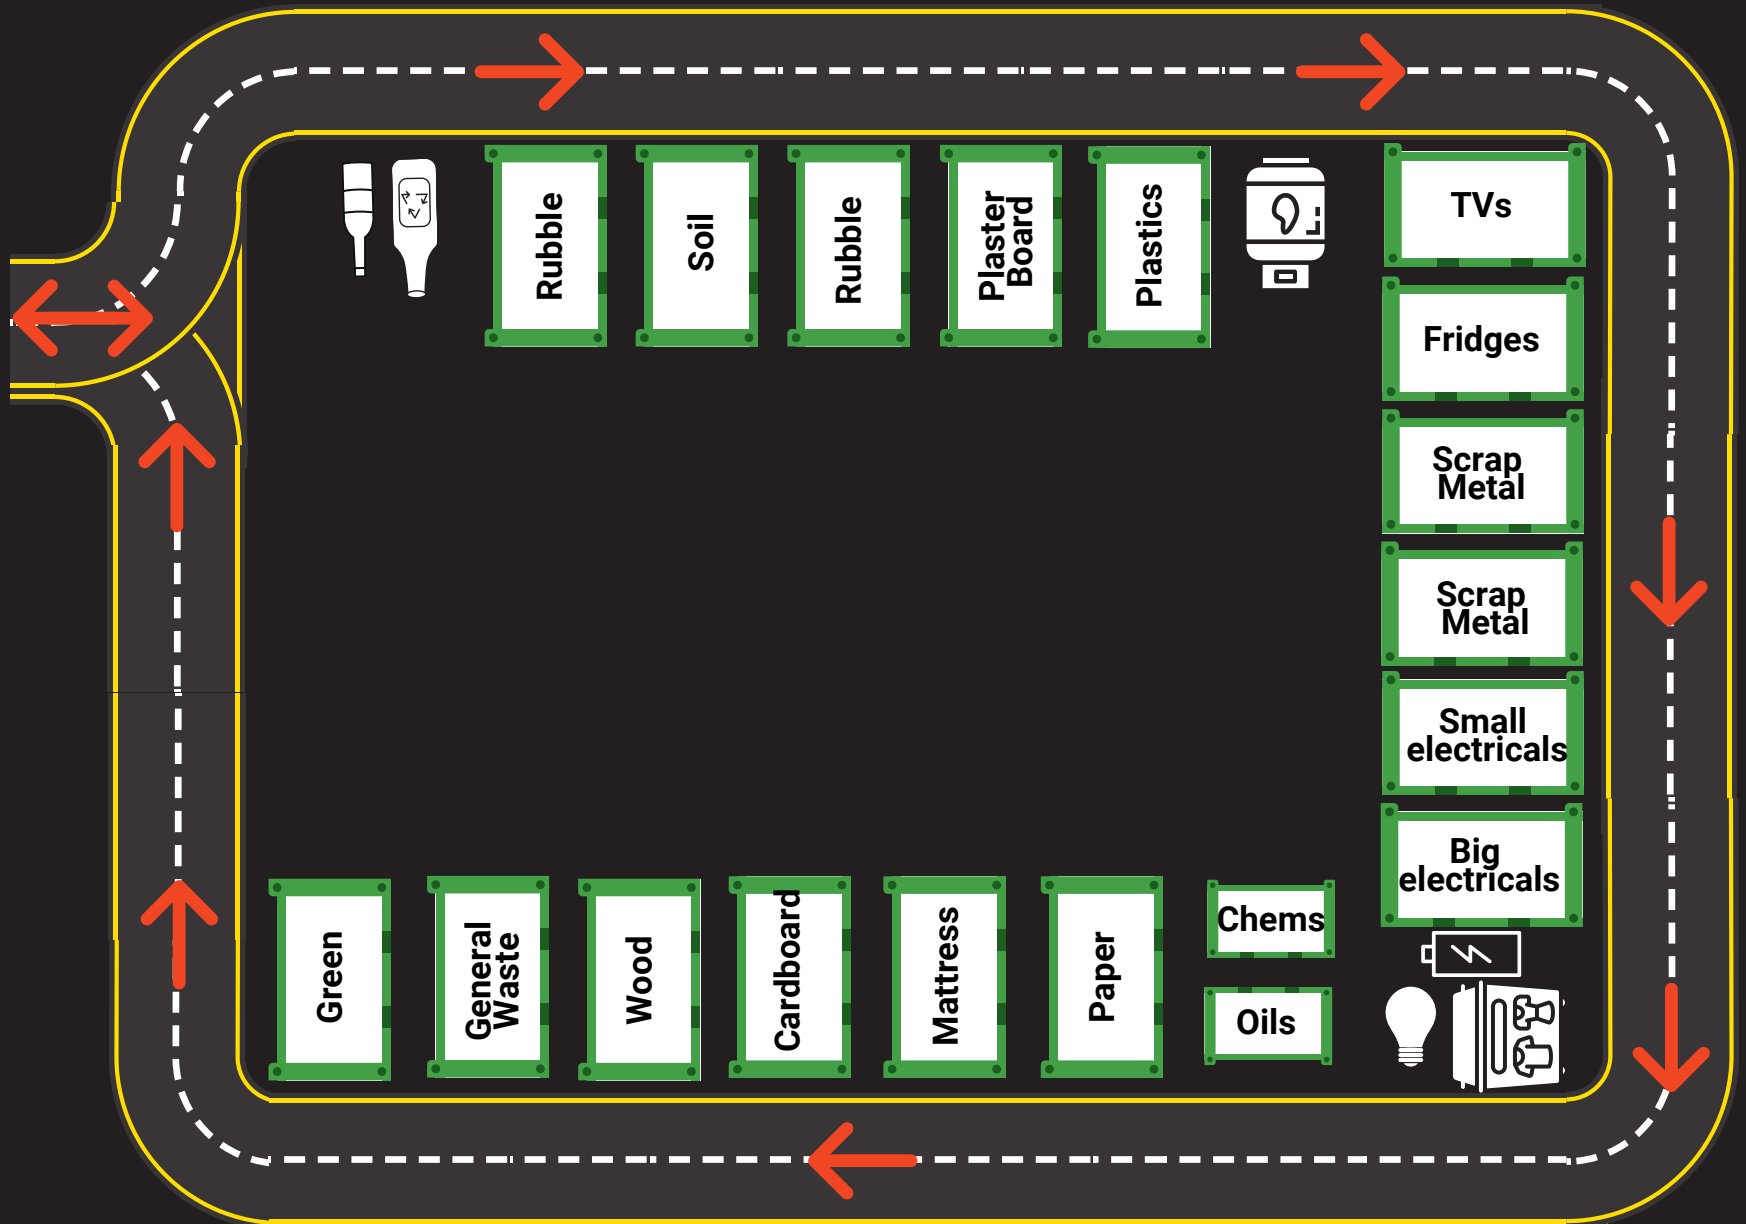 Rubble
Soil
Rubble
Plaster
Board
Plastics
TVs
Fridges
Scrap
Metal
Scrap
Metal
Small
electricals
Big
electricals
Green
General
Waste
Wood
Cardboard
Mattress
Paper
Chems
Oils